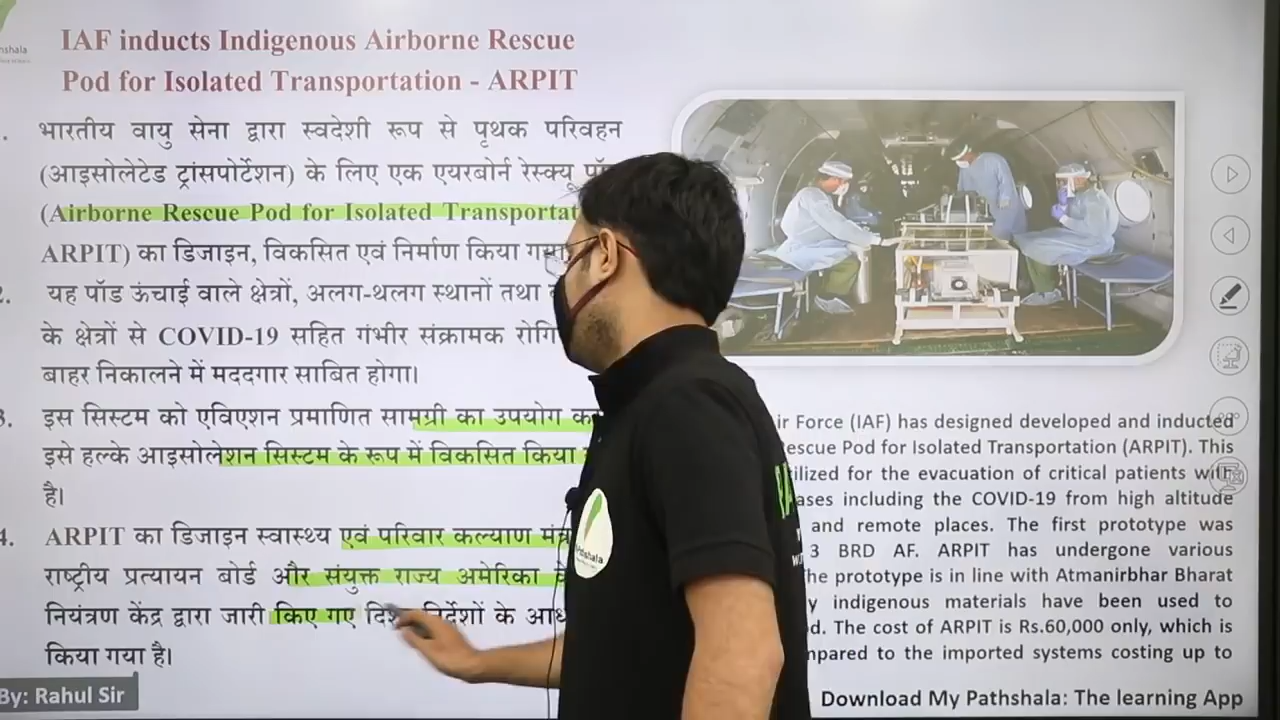 IAF inducts Indigenous Airborne Rescue
Pod for Isolated Transportation - ARPIT
भारतीय वायु सेना द्वारा स्वदेशी रूप से पृथक परिवहन
(आइसोलेटेड ट्रांसपोर्टेशन) के लिए एक एयरबोर्न रेस्क्यू
(Airborne Rescue Pod for Isolated
ARPIT) का डिजाइन, विकसित एवं निर्माण किया
2. यह पॉड ऊंचाई वाले क्षेत्रों, अलग-थलग स्थानों तथा
के क्षेत्रों से COVID-19 सहित गंभीर संक्रामक
बाहर निकालने में मददगार साबित होगा।
3. इस सिस्टम को एविएशन प्रमाणित सामग्री का उपयोग
इसे हल्के आइसोलेशन सिस्टम के रूप में विकसित किया
है।
4. ARPIT का डिजाइन स्वास्थ्य एवं परिवार कल्याण
राष्ट्रीय प्रत्यायन बोर्ड और संयुक्त राज्य अमेरिका
नियंत्रण केंद्र द्वारा जारी किए गए के
किया गया है।
By: Rahul Sir
Force (IAF) has designed developed and inducted
Pod for Isolated Transportation (ARPIT). This
for the evacuation of critical patients with
including the COVID-19 from high altitude
and remote places. The first prototype was
3 BRD AF. ARPIT has undergone various
prototype is in line with Atmanirbhar Bharat
indigenous materials have been used to
The cost of ARPIT is Rs.60,000 only, which is
to the imported systems costing up to
Download My Pathshala: The learning App